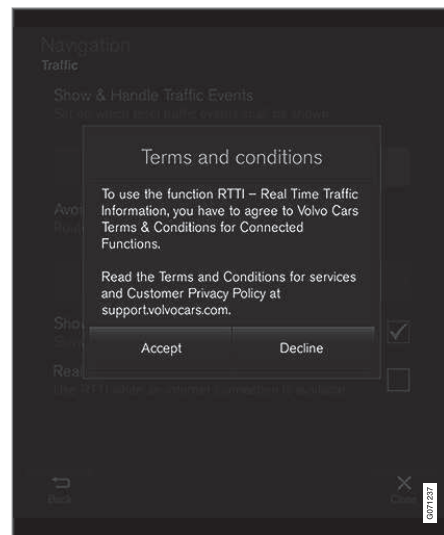 Navigation
Traffic
Show & Handle Traffic Events
Terms and conditions
To use the function RTTI – Real Time Traffic
Information, you have to agree to Volvo Cars
Terms & Conditions for Connected
Functions.
Read the Terms and Conditions for services
and Customer Privacy Policy at
support.volvocars.com.
Accept
Decline
Back
Close
G071237